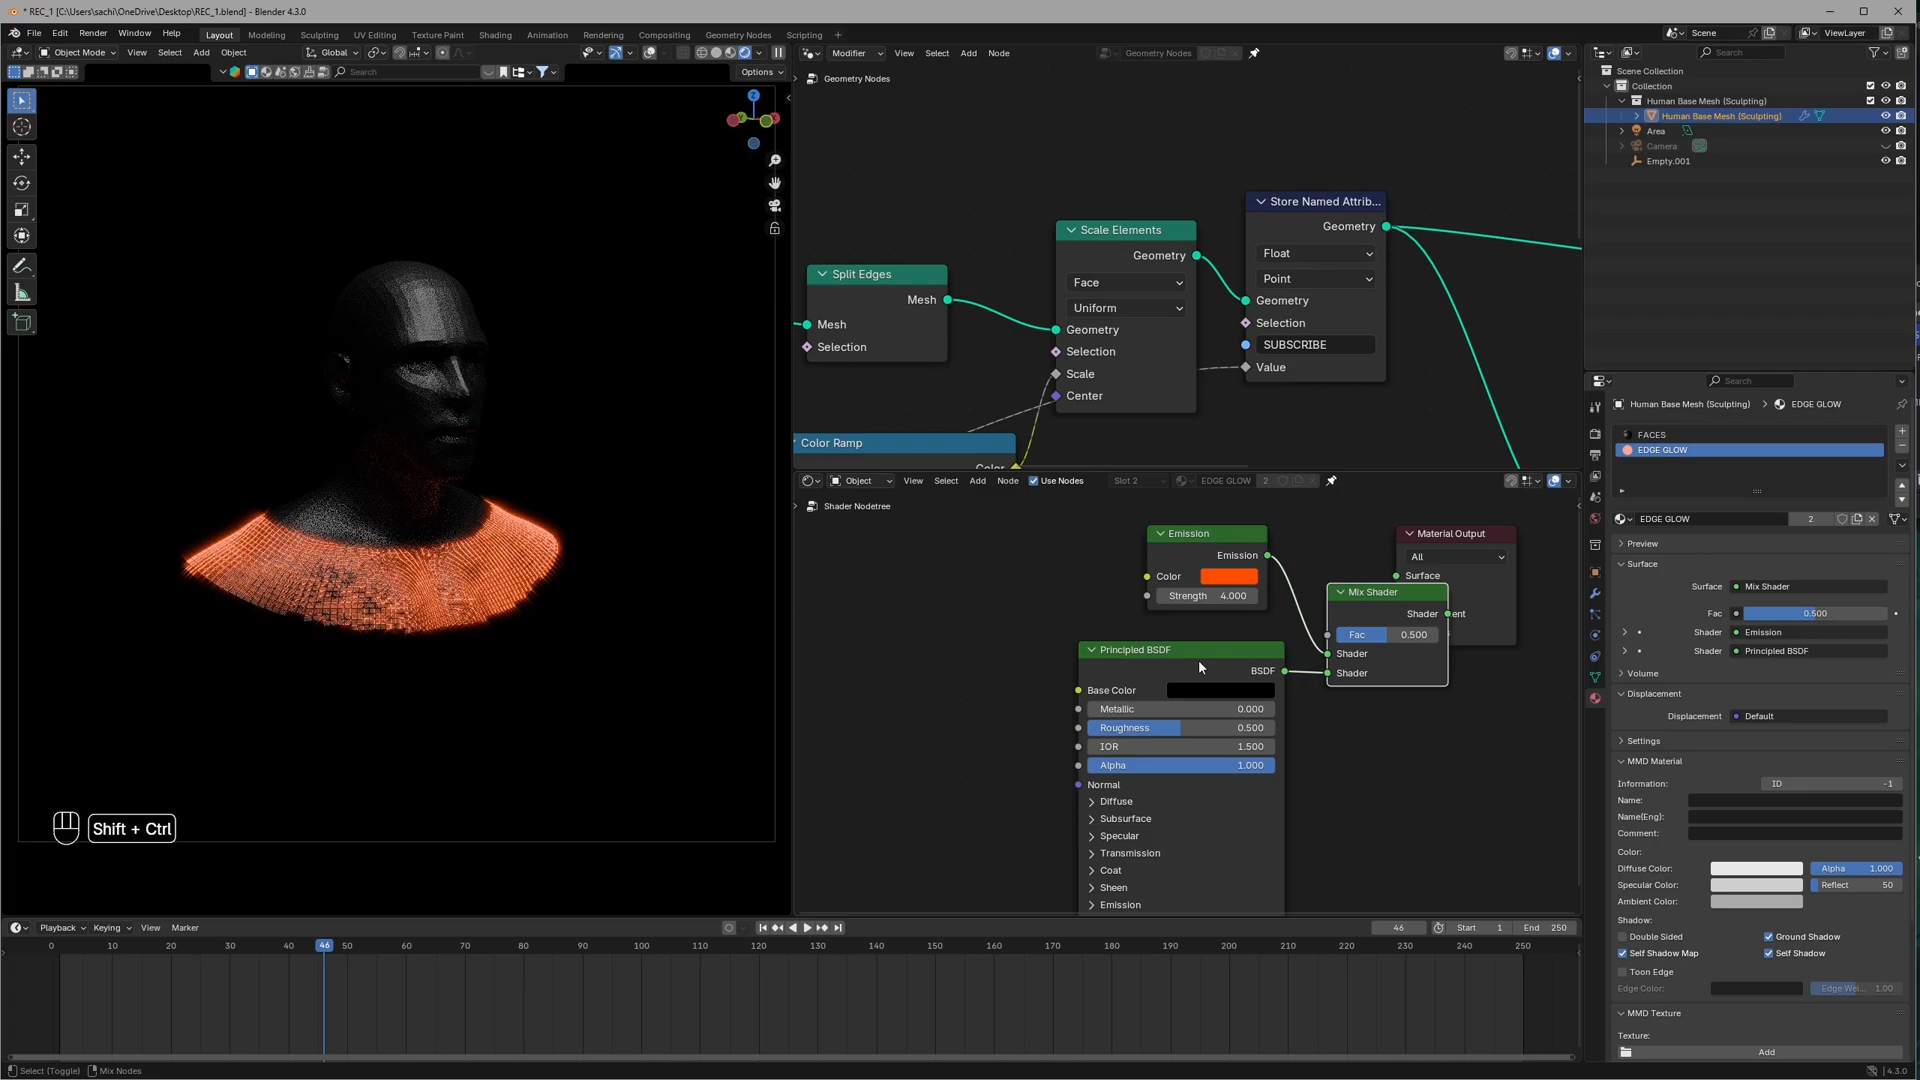 * REC_1 [C:\Users\sachi\OneDrive\Desktop\REC_1.blend] - Blender 4.3.0
File Edit Render Window Help Layout Modeling Sculpting UV Editing Texture Paint Shading Animation Rendering Compositing Geometry Nodes Scripting + Scene ViewLayer
Object Mode View Select Add Object Global
Search Options
Modifier View Select Add Node Geometry Nodes
Geometry Nodes
Split Edges
Mesh
Mesh
Selection
Scale Elements
Geometry
Face
Uniform
Geometry
Selection
Scale
Center
Store Named Attrib...
Geometry
Float
Point
Geometry
Selection
SUBSCRIBE
Value
Color Ramp
Color
Object View Select Add Node Use Nodes Slot 2 EDGE GLOW 2
Shader Nodetree
Emission
Emission
Color
Strength 4.000
Material Output
All
Surface
Mix Shader
Shader
ent
Fac 0.500
Shader
Shader
Principled BSDF
BSDF
Base Color
Metallic 0.000
Roughness 0.500
IOR 1.500
Alpha 1.000
Normal
Diffuse
Subsurface
Specular
Transmission
Coat
Sheen
Emission
Shift + Ctrl
Search
Scene Collection
Collection
Human Base Mesh (Sculpting)
Human Base Mesh (Sculpting)
Area
Camera
Empty.001
Search
Human Base Mesh (Sculpting) > EDGE GLOW
FACES
EDGE GLOW
EDGE GLOW 2
Preview
Surface
Surface Mix Shader
Fac 0.500
Shader Emission
Shader Principled BSDF
Volume
Displacement
Displacement Default
Settings
MMD Material
Information: ID -1
Name:
Name(Eng):
Comment:
Color:
Diffuse Color: Alpha 1.000
Specular Color: Reflect 50
Ambient Color:
Shadow:
Double Sided Ground Shadow
Self Shadow Map Self Shadow
Toon Edge
Edge Color: Edge Wei... 1.00
MMD Texture
Texture:
Add
Playback Keying View Marker 46 Start 1 End 250
0 10 20 30 40 46 50 60 70 80 90 100 110 120 130 140 150 160 170 180 190 200 210 220 230 240 250
Select (Toggle) Mix Nodes 4.3.0